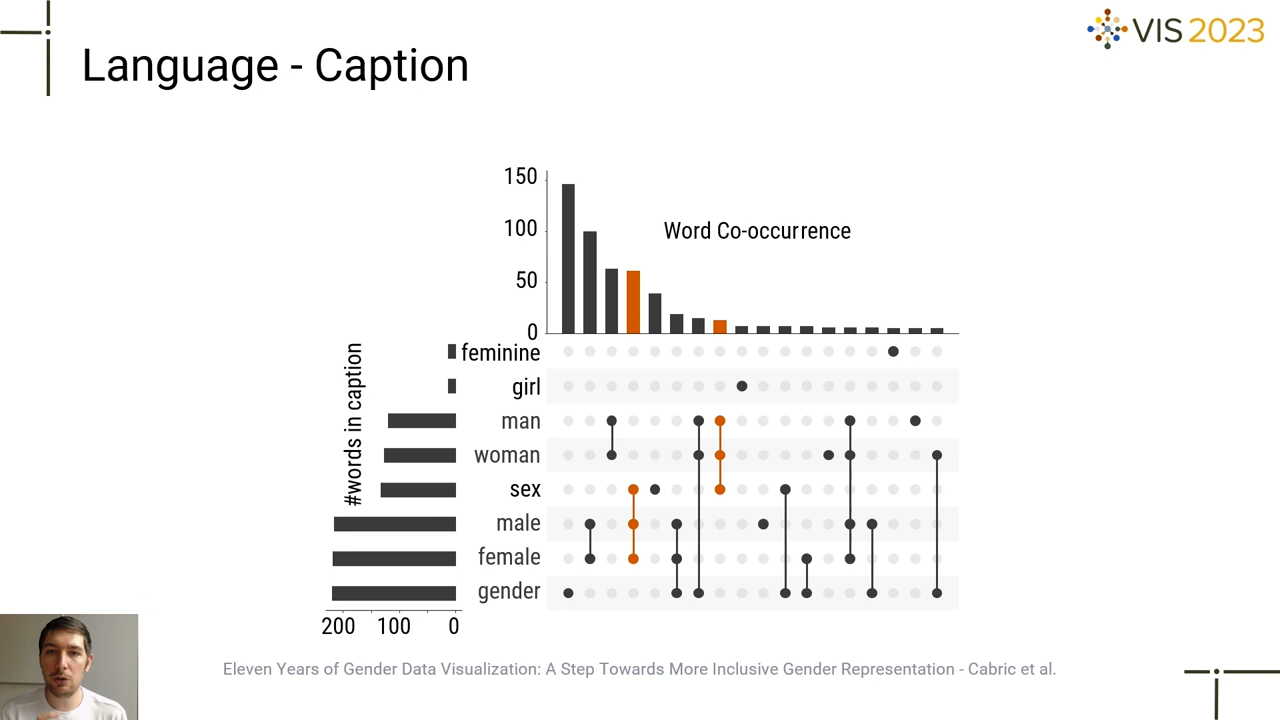 VIS 2023
Language - Caption
150
100
50
0
Word Co-occurrence
#words in caption
feminine
girl
man
woman
sex
male
female
gender
200 100 0
Eleven Years of Gender Data Visualization: A Step Towards More Inclusive Gender Representation - Cabric et al.